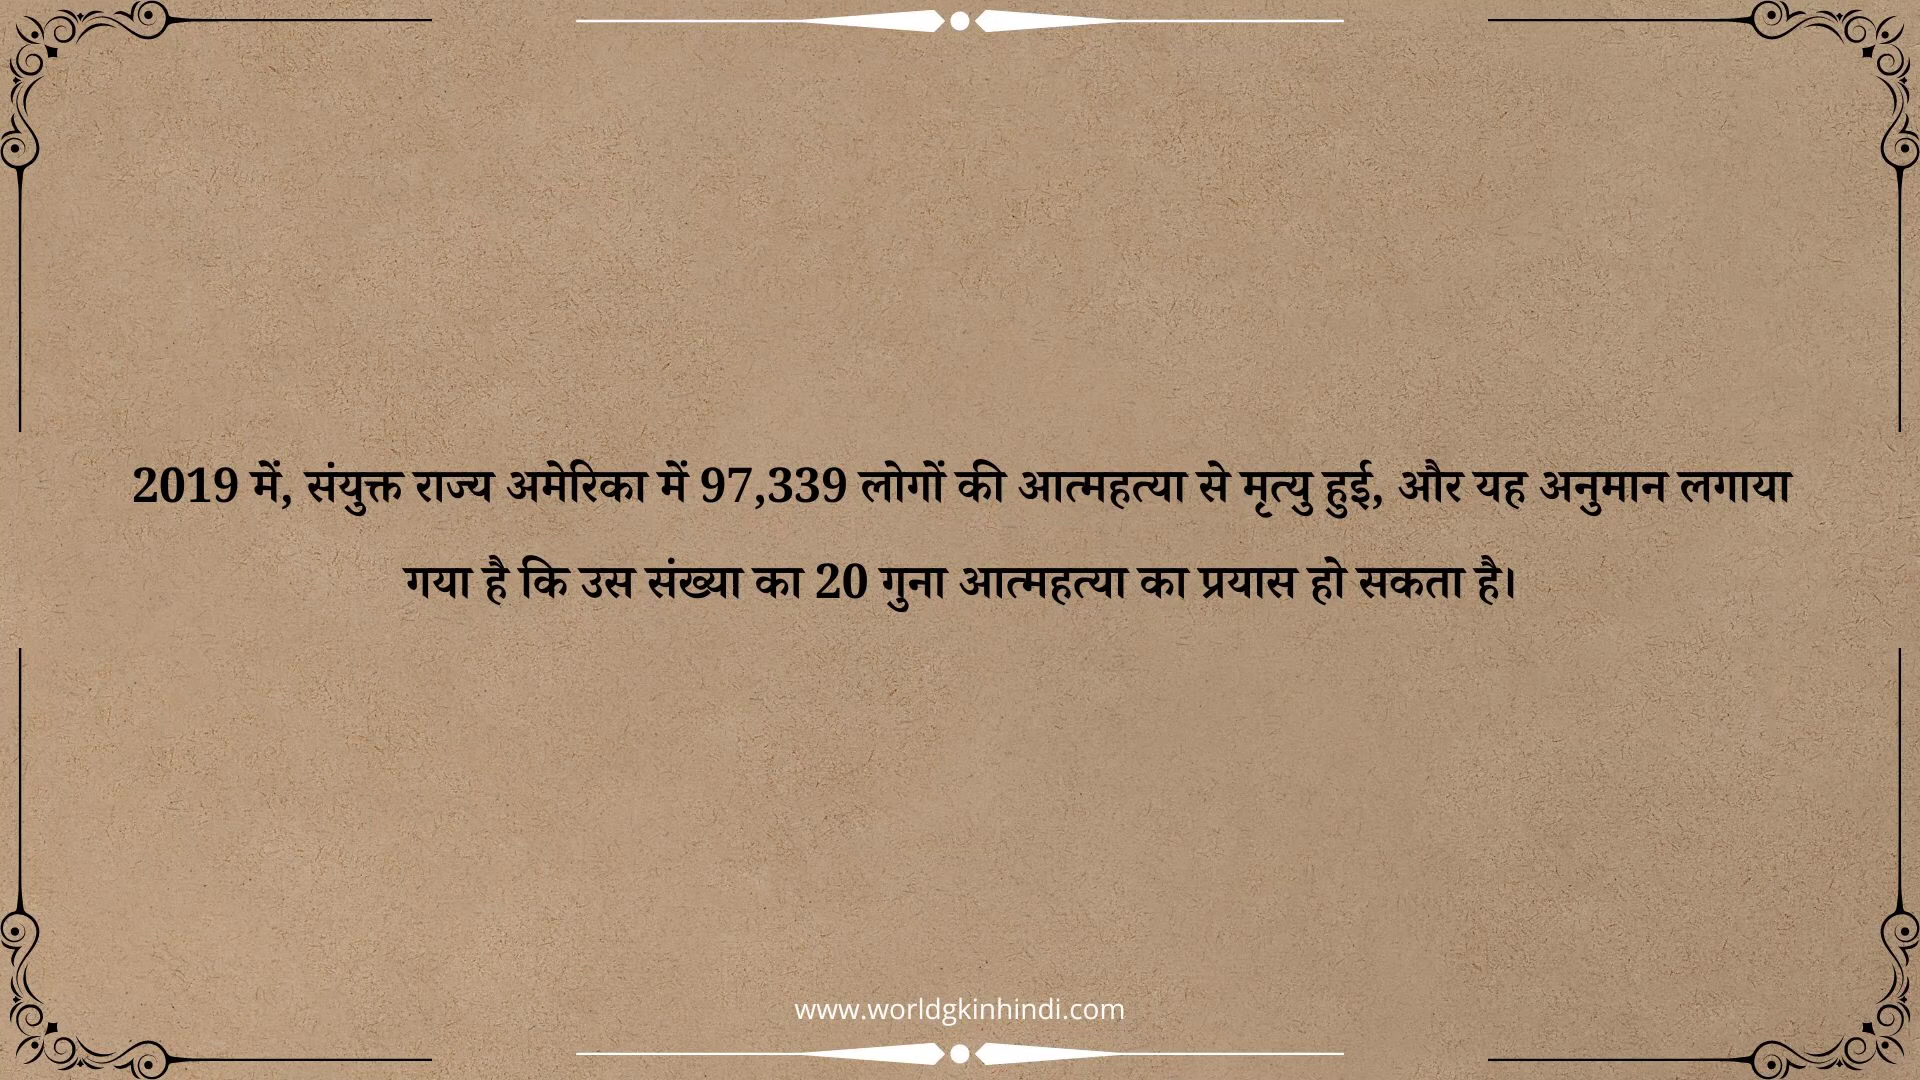 2019 में, संयुक्त राज्य अमेरिका में 97,339 लोगों की आत्महत्या से मृत्यु हुई, और यह अनुमान लगाया
गया है कि उस संख्या का 20 गुना आत्महत्या का प्रयास हो सकता है।
www.worldgkinhindi.com